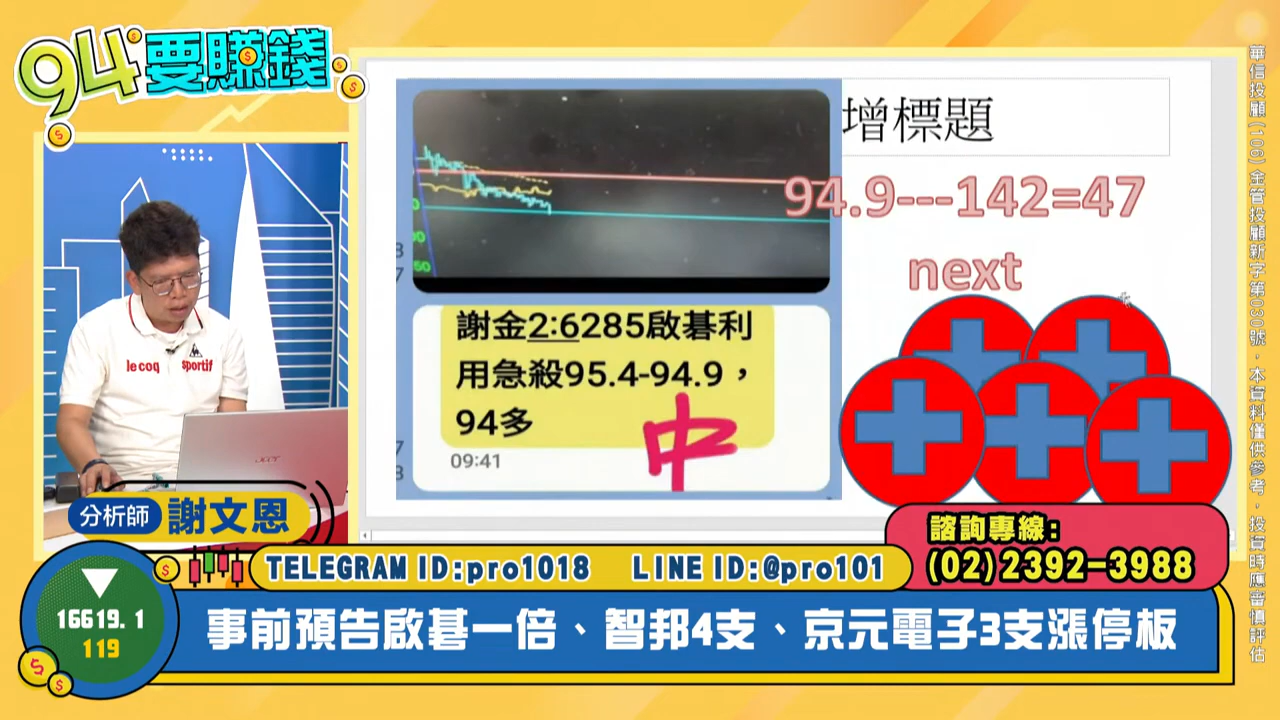 94要賺錢
增標題
94.9---142=47
next
謝金2:6285啟碁利
用急殺95.4-94.9，
94多
中
09:41
le coq sportif
acer
分析師 謝文恩
諮詢專線:
(02)2392-3988
TELEGRAM ID:pro1018 LINE ID:@pro101
16619.1
119
事前預告啟碁一倍、智邦4支、京元電子3支漲停板
華信投顧(106)金管投顧新字第030號，本資料僅供參考，投資時應審慎評估